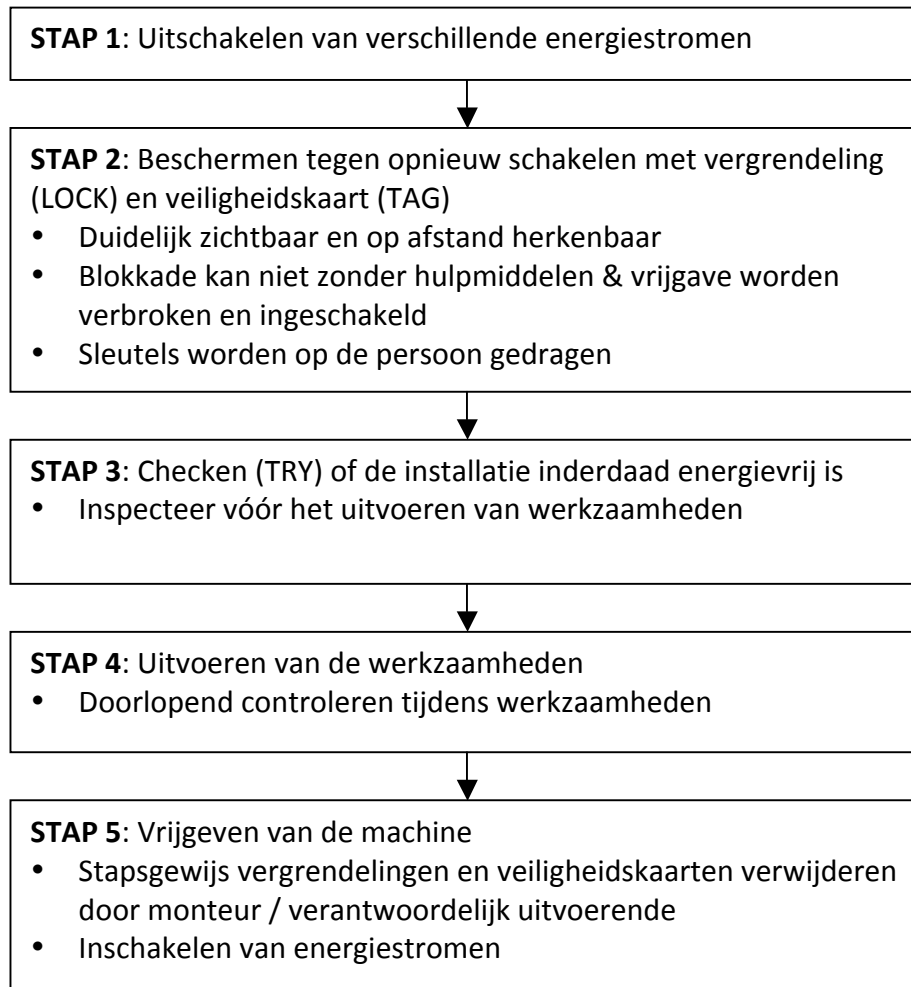 STAP 1: Uitschakelen van verschillende energiestromen
STAP 2: Beschermen tegen opnieuw schakelen met vergrendeling
(LOCK) en veiligheidskaart (TAG)
• Duidelijk zichtbaar en op afstand herkenbaar
• Blokkade kan niet zonder hulpmiddelen & vrijgave worden
verbroken en ingeschakeld
• Sleutels worden op de persoon gedragen
STAP 3: Checken (TRY) of de installatie inderdaad energievrij is
• Inspecteer vóór het uitvoeren van werkzaamheden
STAP 4: Uitvoeren van de werkzaamheden
• Doorlopend controleren tijdens werkzaamheden
STAP 5: Vrijgeven van de machine
• Stapsgewijs vergrendelingen en veiligheidskaarten verwijderen
door monteur / verantwoordelijk uitvoerende
• Inschakelen van energiestromen